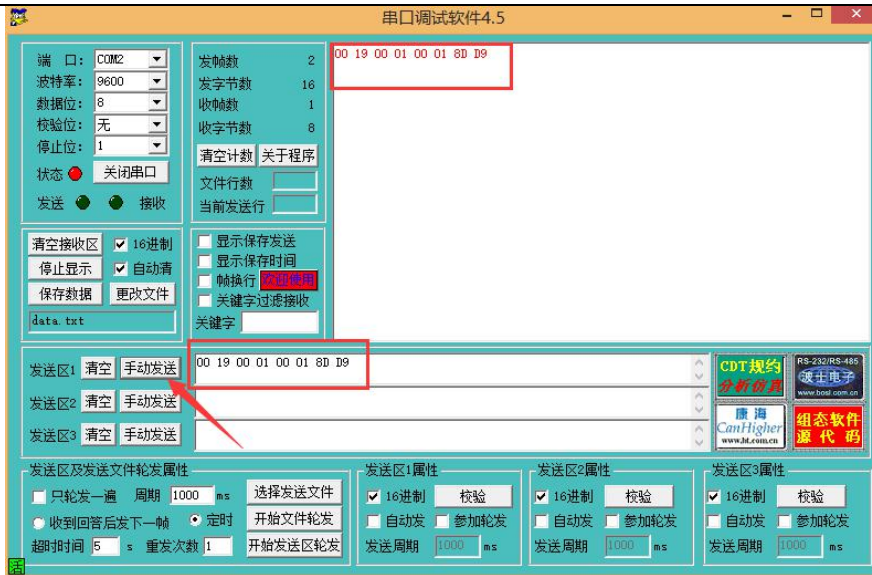 串口调试软件4.5
端 口: COM2
波特率: 9600
数据位: 8
校验位: 无
停止位: 1
状态 关闭串口
发送 接收
发帧数 2
发字节数 16
收帧数 1
收字节数 8
清空计数 关于程序
文件行数
当前发送行
00 19 00 01 00 01 8D D9
清空接收区 16进制
停止显示 自动清
保存数据 更改文件
data.txt
显示保存发送
显示保存时间
帧换行 欢迎使用
关键字过滤接收
关键字
发送区1 清空 手动发送 00 19 00 01 00 01 8D D9
发送区2 清空 手动发送
发送区3 清空 手动发送
CDT规约
分析仿真
RS-232/RS-485
波士电子
www.bosi.com.cn
康海
CanHigher
www.ht.com.cn
组态软件
源代码
发送区及发送文件轮发属性
只轮发一遍 周期 1000 ms 选择发送文件
收到回答后发下一帧 定时 开始文件轮发
超时时间 5 s 重发次数 1 开始发送区轮发
发送区1属性
16进制 校验
自动发 参加轮发
发送周期 1000 ms
发送区2属性
16进制 校验
自动发 参加轮发
发送周期 1000 ms
发送区3属性
16进制 校验
自动发 参加轮发
发送周期 1000 ms
活